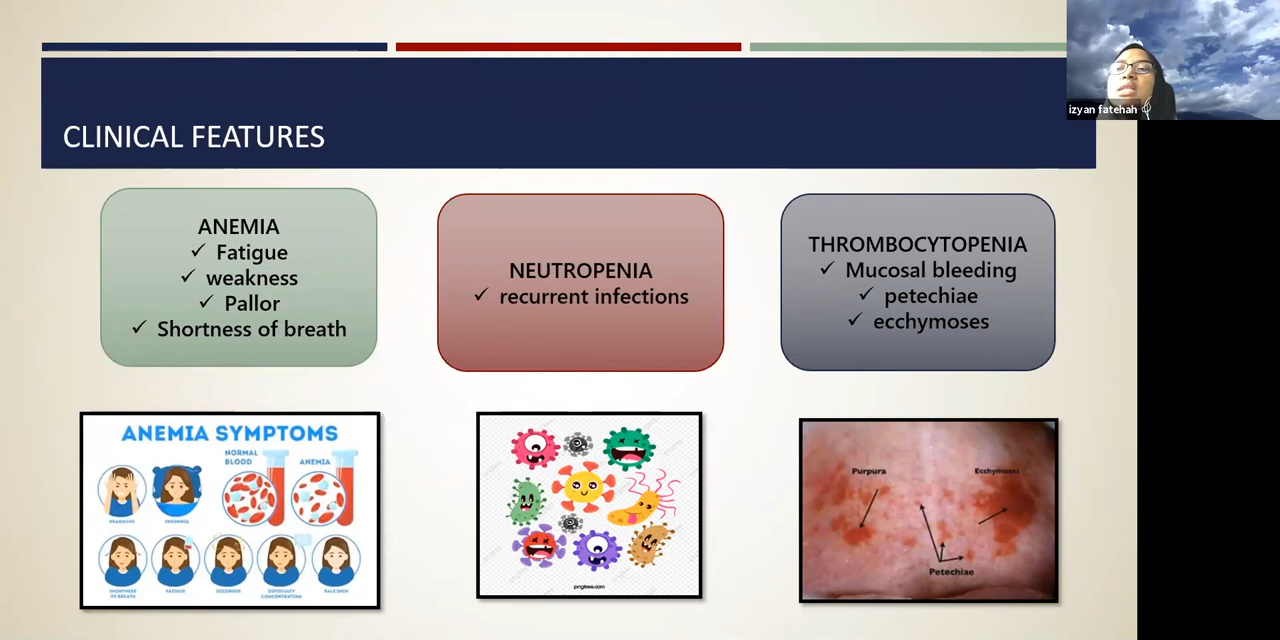 izyan fatehah
CLINICAL FEATURES
ANEMIA
✓ Fatigue
✓ weakness
✓ Pallor
✓ Shortness of breath
NEUTROPENIA
✓ recurrent infections
THROMBOCYTOPENIA
✓ Mucosal bleeding
✓ petechiae
✓ ecchymoses
ANEMIA SYMPTOMS
NORMAL
BLOOD
ANEMIA
HEADACHE
INSOMNIA
SHORTNESS
OF BREATH
FATIGUE
DIZZINESS
DIFFICULTY
CONCENTRATING
PALE SKIN
pngtree.com
Purpura
Ecchymoses
Petechiae